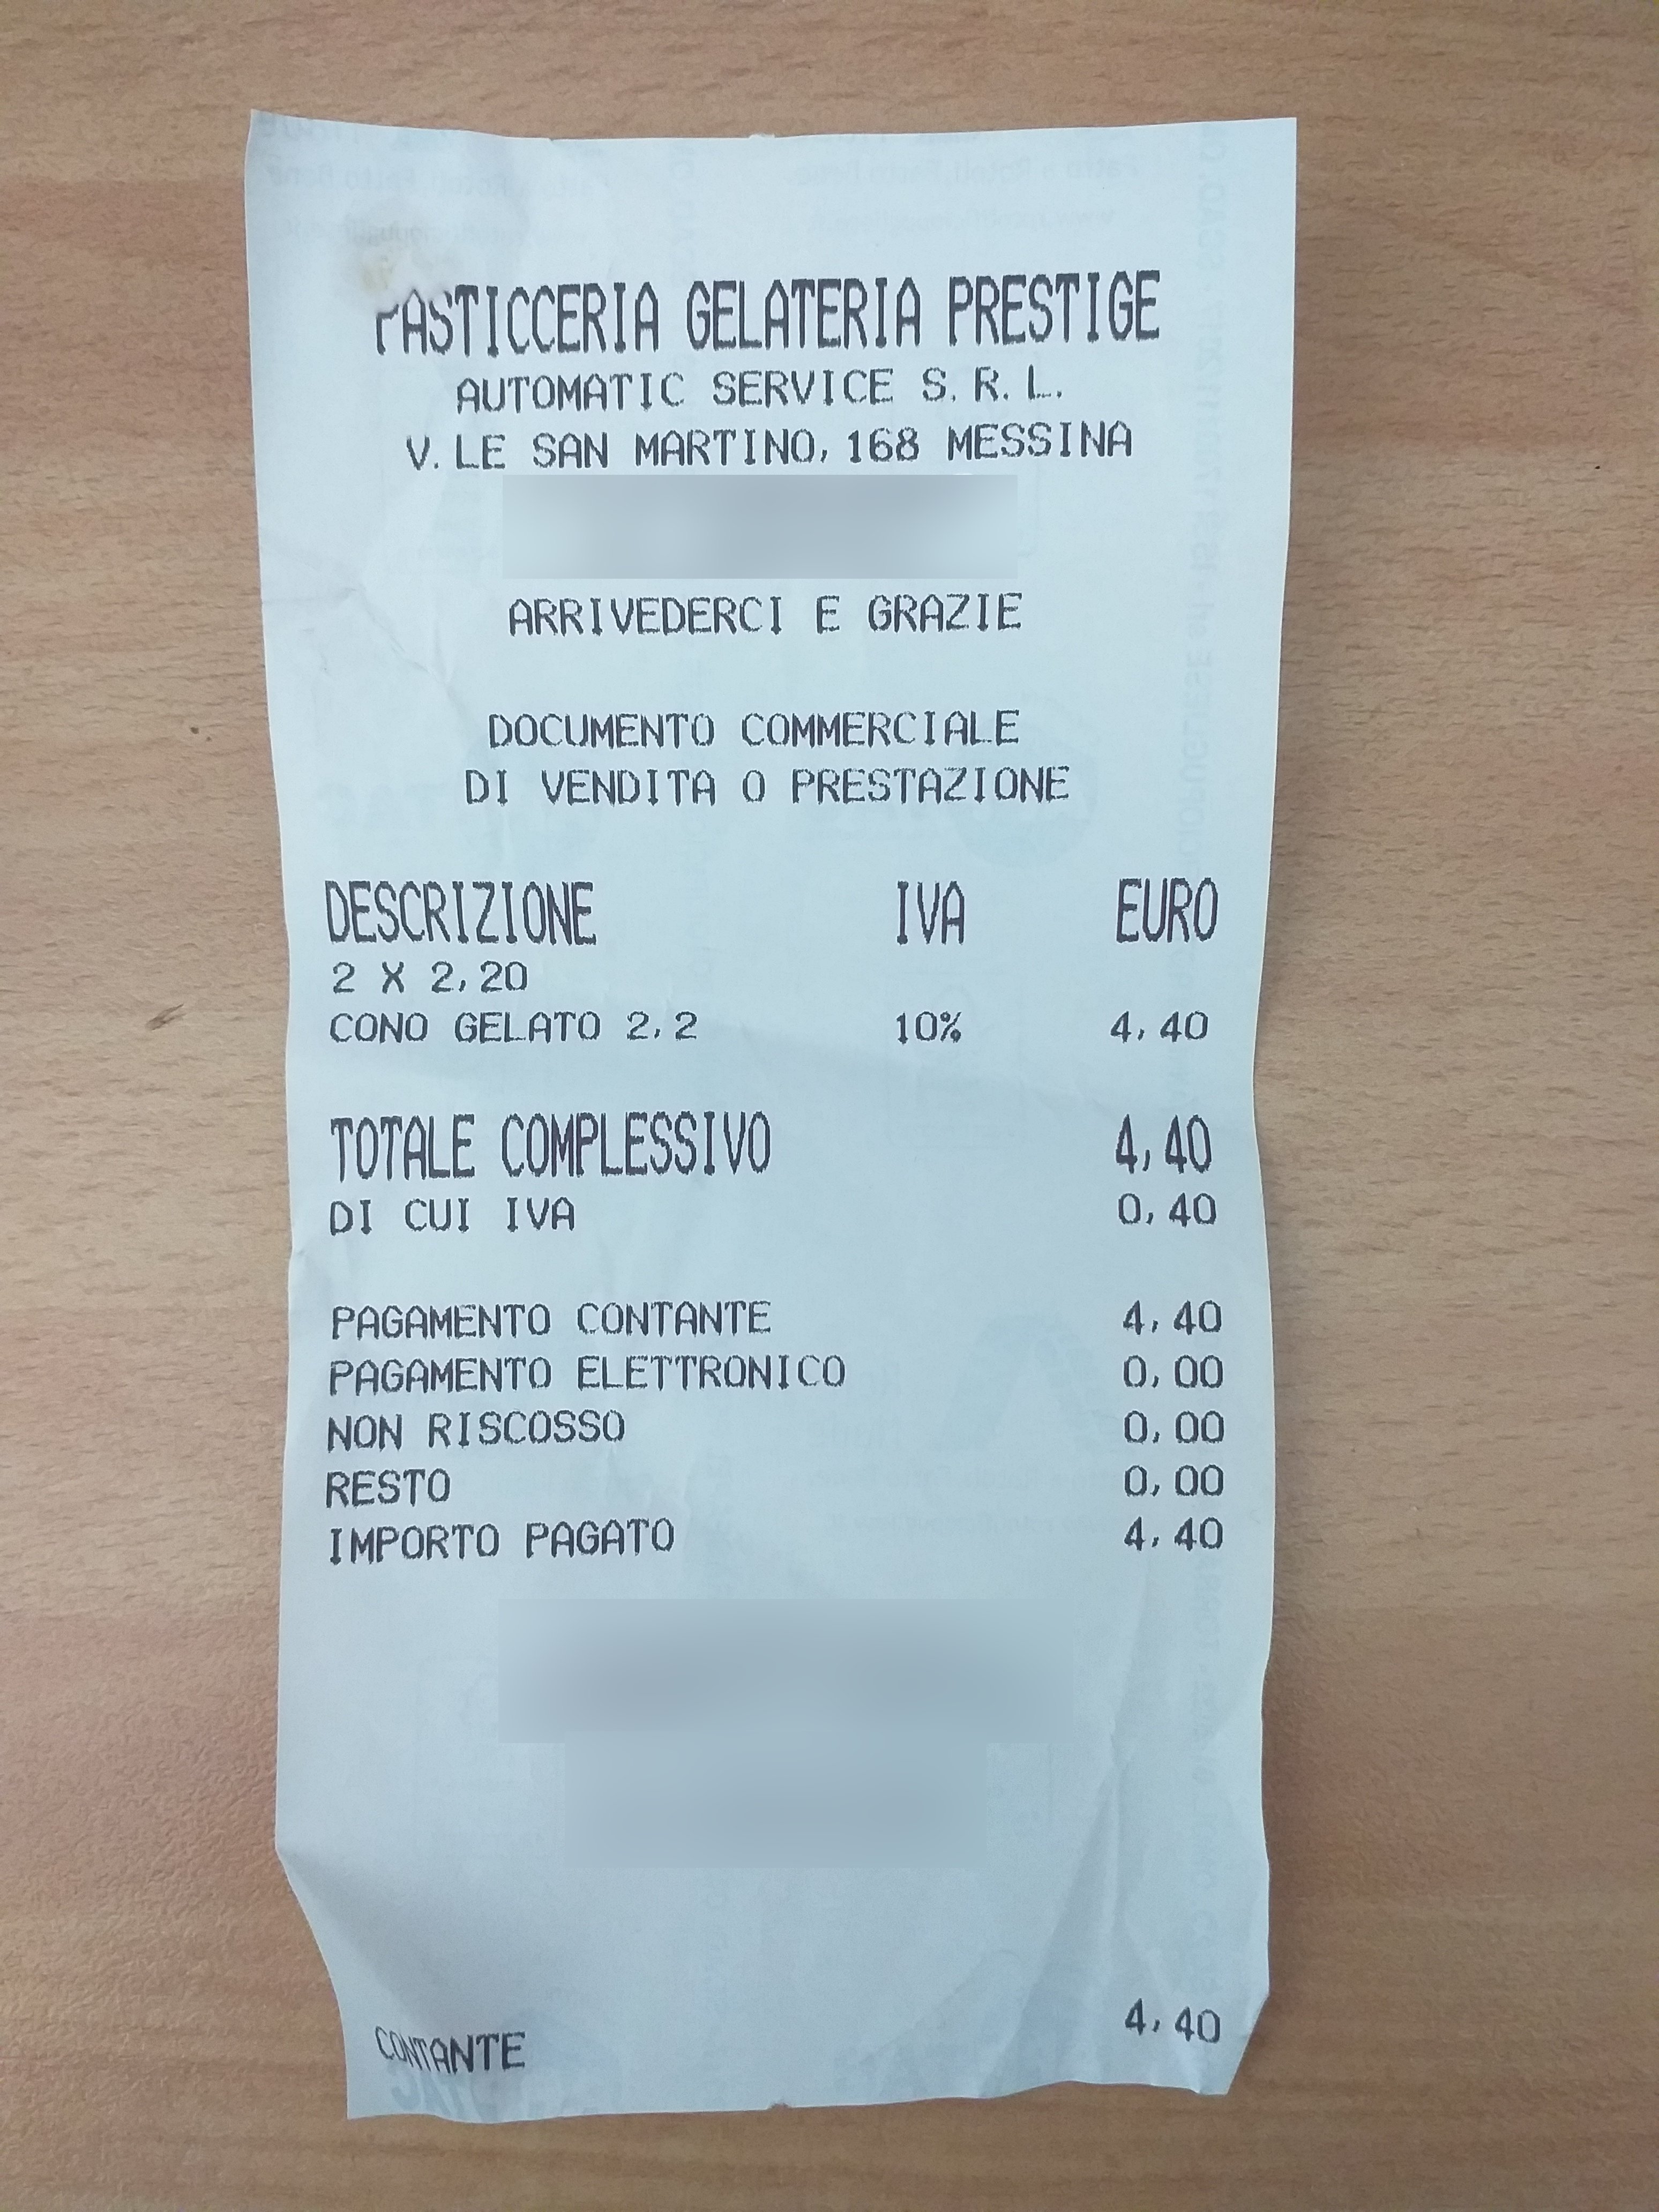 PASTICCERIA GELATERIA PRESTIGE
AUTOMATIC SERVICE S.R.L.
V.LE SAN MARTINO,168 MESSINA
ARRIVEDERCI E GRAZIE
DOCUMENTO COMMERCIALE
DI VENDITA O PRESTAZIONE
DESCRIZIONE IVA EURO
2 X 2,20
CONO GELATO 2,2 10% 4,40
TOTALE COMPLESSIVO 4,40
DI CUI IVA 0,40
PAGAMENTO CONTANTE 4,40
PAGAMENTO ELETTRONICO 0,00
NON RISCOSSO 0,00
RESTO 0,00
IMPORTO PAGATO 4,40
CONTANTE 4,40